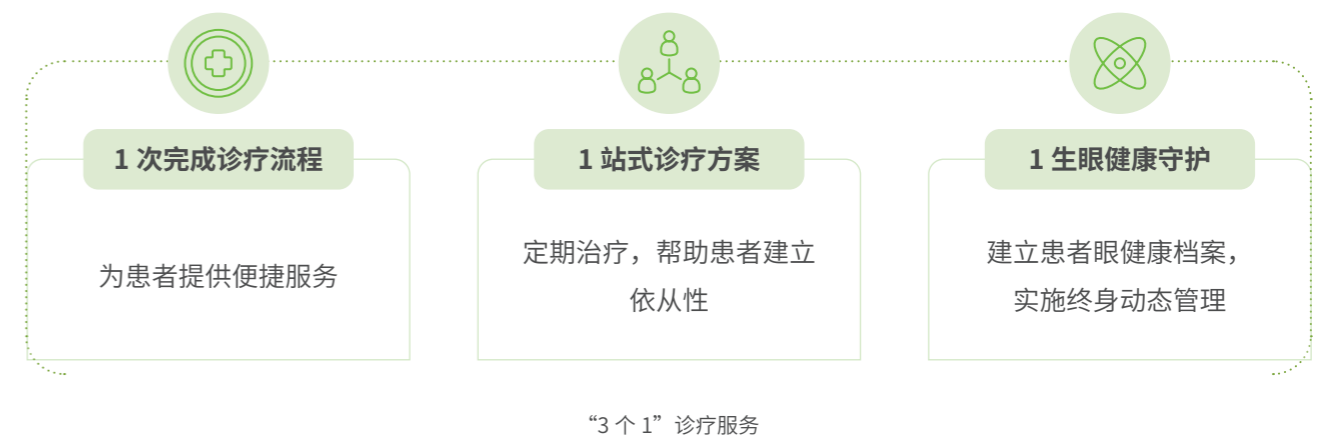 1 次完成诊疗流程
为患者提供便捷服务
1 站式诊疗方案
定期治疗，帮助患者建立
依从性
1 生眼健康守护
建立患者眼健康档案，
实施终身动态管理
“3 个 1”诊疗服务